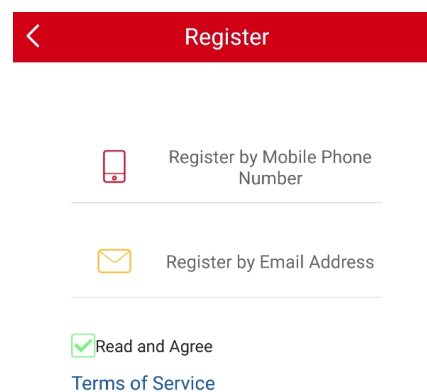 Register
Register by Mobile Phone
Number
Register by Email Address
Read and Agree
Terms of Service